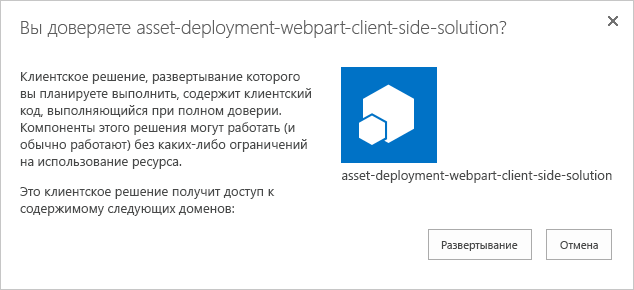 Вы доверяете asset-deployment-webpart-client-side-solution?
Клиентское решение, развертывание которого
вы планируете выполнить, содержит клиентский
код, выполняющийся при полном доверии.
Компоненты этого решения могут работать (и
обычно работают) без каких-либо ограничений
на использование ресурса.
Это клиентское решение получит доступ к
содержимому следующих доменов:
asset-deployment-webpart-client-side-solution
Развертывание
Отмена